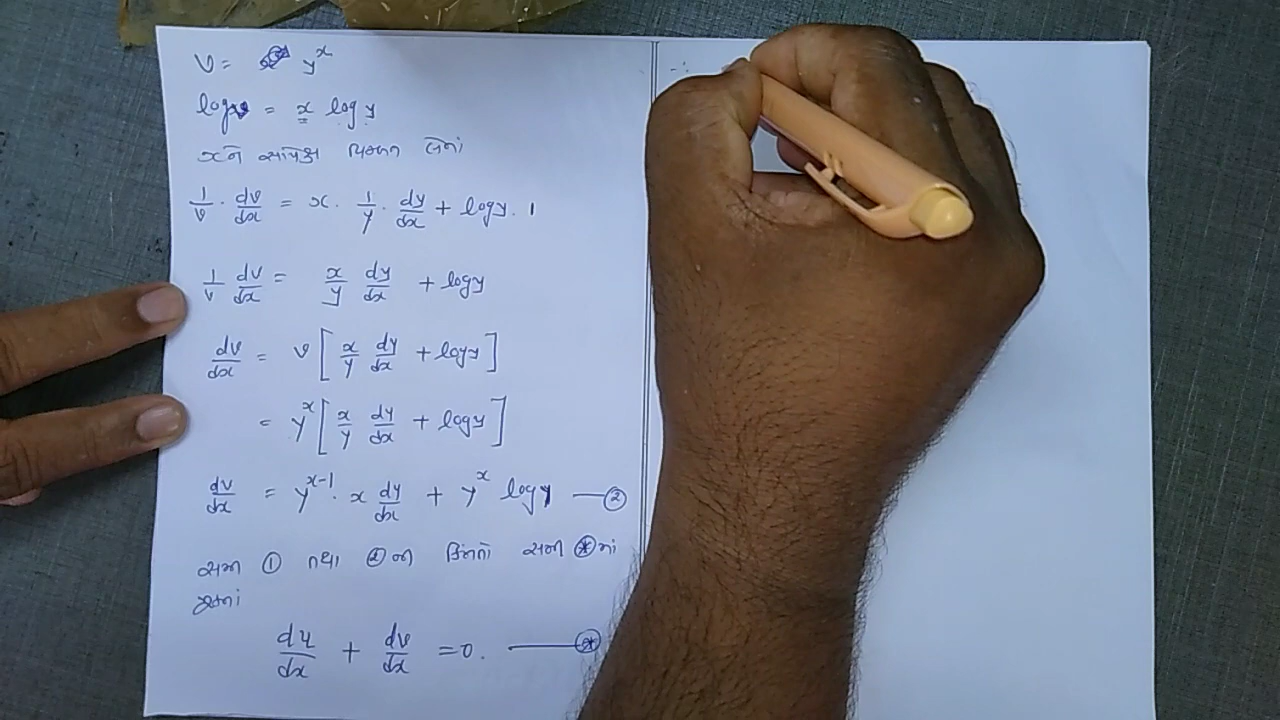 v = y^x
log v = x log y
xને સાપેક્ષ વિકલન લેતાં
1/v · dv/dx = x · 1/y · dy/dx + log y · 1
1/v dv/dx = x/y dy/dx + log y
dv/dx = v [ x/y dy/dx + log y ]
= y^x [ x/y dy/dx + log y ]
dv/dx = y^(x-1) · x dy/dx + y^x log y —②
સમી ① તથા ② ની કિંમતો સમી ⊛ માં
du/dx + dv/dx = 0. —⊛